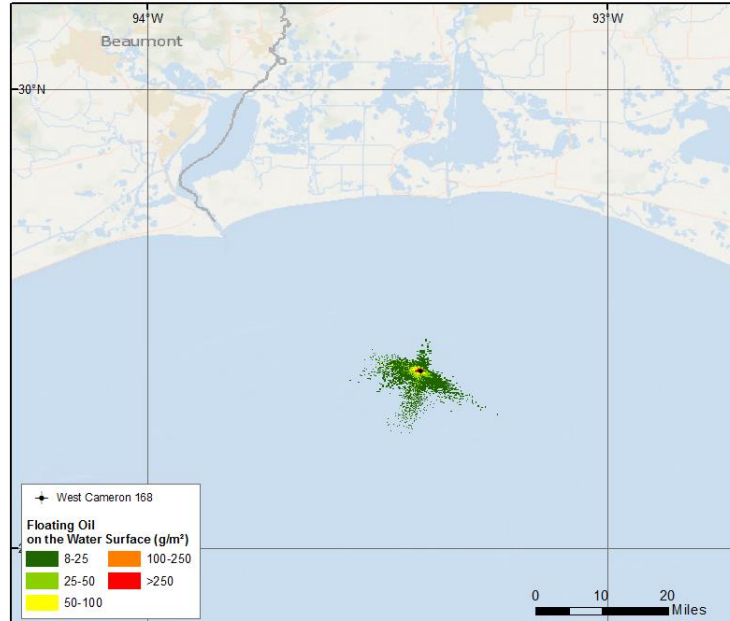 94°W
93°W
Beaumont
30°N
West Cameron 168
Floating Oil
on the Water Surface (g/m²)
8-25
100-250
25-50
>250
50-100
0 10 20
Miles